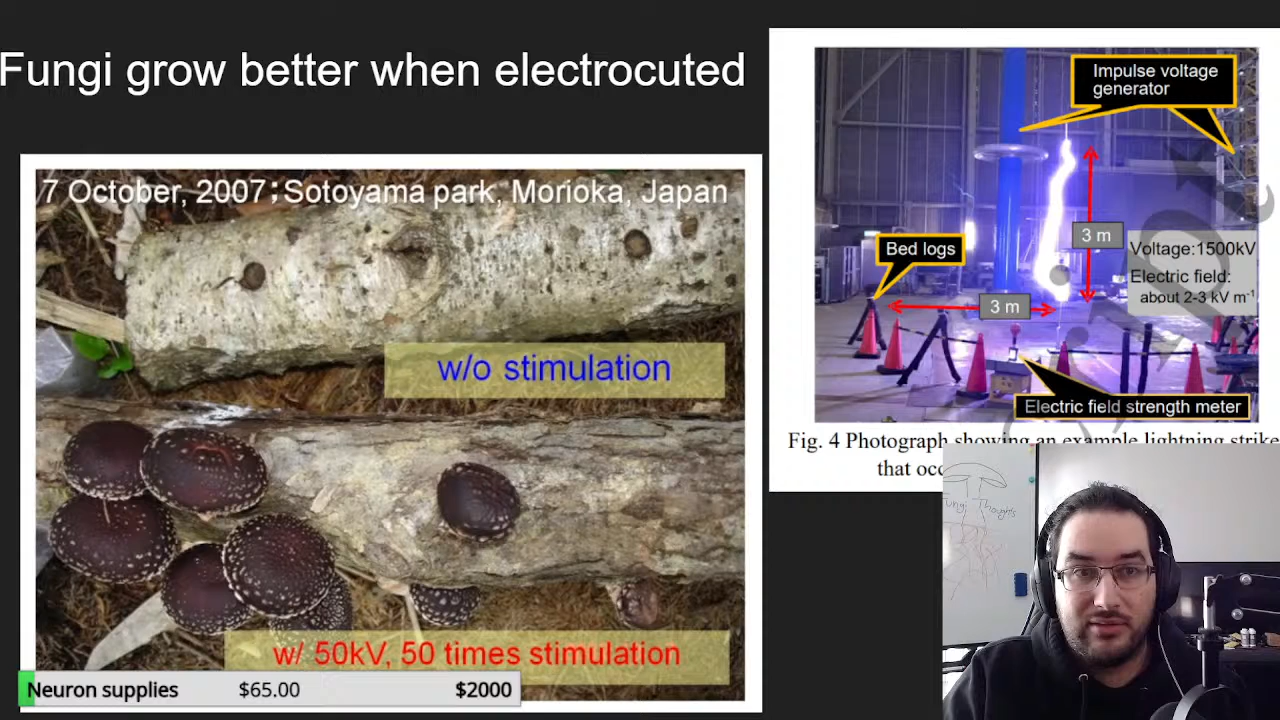 Fungi grow better when electrocuted
7 October, 2007; Sotoyama park, Morioka, Japan
w/o stimulation
w/ 50kV, 50 times stimulation
Neuron supplies $65.00 $2000
Impulse voltage
generator
Bed logs
3 m
3 m
Voltage:1500kV
Electric field:
about 2-3 kV m⁻¹
Electric field strength meter
Fig. 4 Photograph showing an example lightning strike
that
Fungi Thoughts